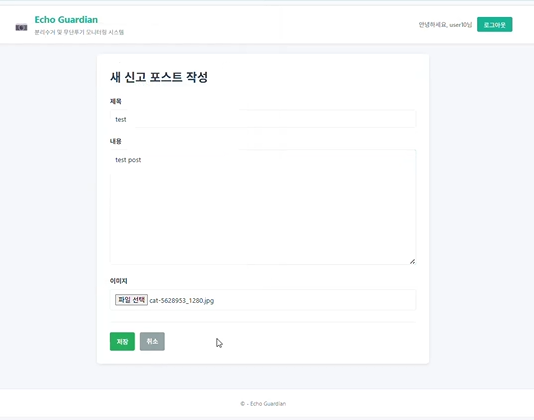 Echo Guardian
분리수거 및 무단투기 모니터링 시스템
안녕하세요, user10님
로그아웃
새 신고 포스트 작성
제목
test
내용
test post
이미지
파일 선택 cat-5628953_1280.jpg
저장
취소
© - Echo Guardian